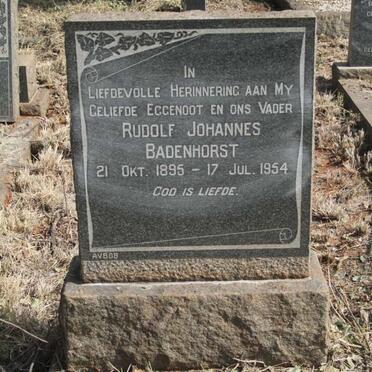 IN
LIEFDEVOLLE HERINNERING AAN MY
GELIEFDE EGGENOOT EN ONS VADER
RUDOLF JOHANNES
BADENHORST
21 OKT. 1895 - 17 JUL. 1954
GOD IS LIEFDE.
AVBOB